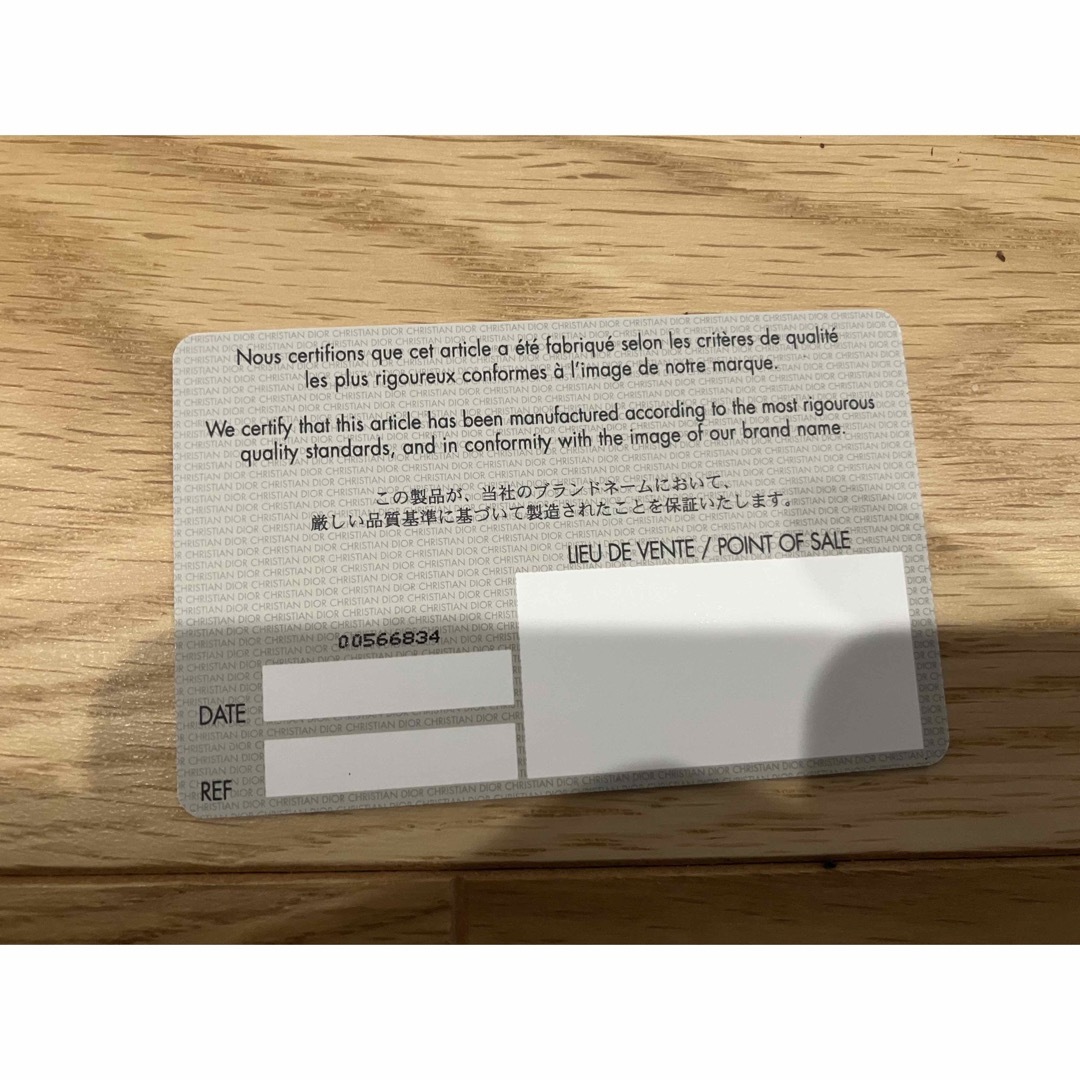 Nous certifions que cet article a été fabriqué selon les critères de qualité
les plus rigoureux conformes à l'image de notre marque.
We certify that this article has been manufactured according to the most rigourous
quality standards, and in conformity with the image of our brand name.
この製品が、当社のブランドネームにおいて、
厳しい品質基準に基づいて製造されたことを保証いたします。
LIEU DE VENTE / POINT OF SALE
00566834
DATE
REF